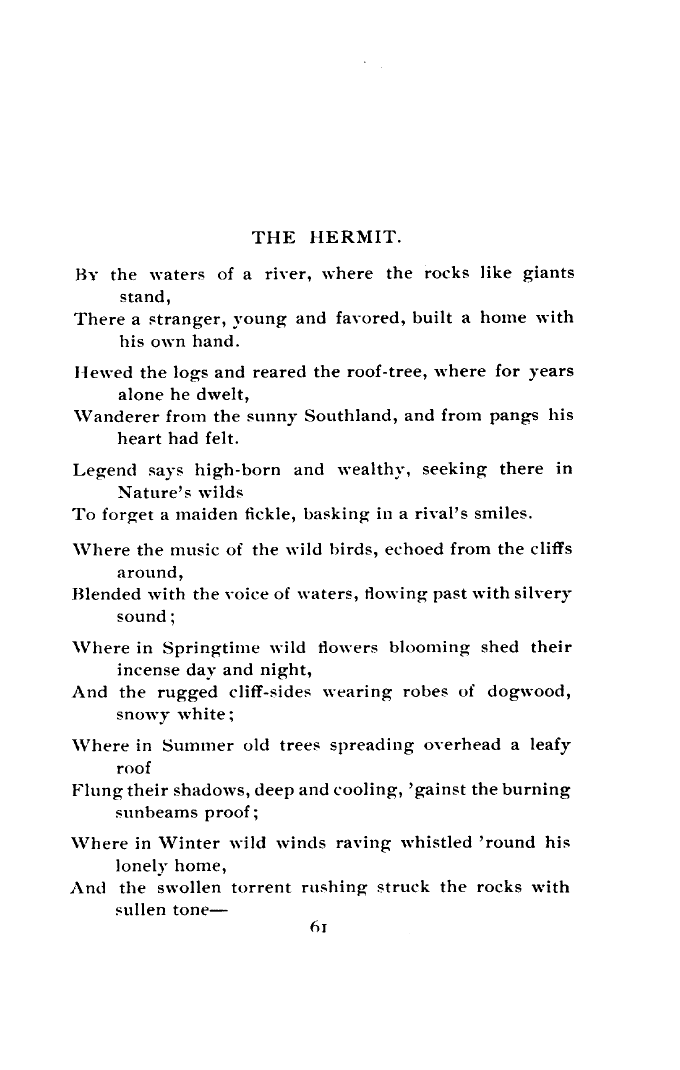 THE HERMIT.
By the waters of a river, where the rocks like giants
stand,
There a stranger, young and favored, built a home with
his own hand.
Hewed the logs and reared the roof-tree, where for years
alone he dwelt,
Wanderer from the sunny Southland, and from pangs his
heart had felt.
Legend says high-born and wealthy, seeking there in
Nature's wilds
To forget a maiden fickle, basking in a rival's smiles.
Where the music of the wild birds, echoed from the cliffs
around,
Blended with the voice of waters, flowing past with silvery
sound;
Where in Springtime wild flowers blooming shed their
incense day and night,
And the rugged cliff-sides wearing robes of dogwood,
snowy white;
Where in Summer old trees spreading overhead a leafy
roof
Flung their shadows, deep and cooling, 'gainst the burning
sunbeams proof;
Where in Winter wild winds raving whistled 'round his
lonely home,
And the swollen torrent rushing struck the rocks with
sullen tone—
61